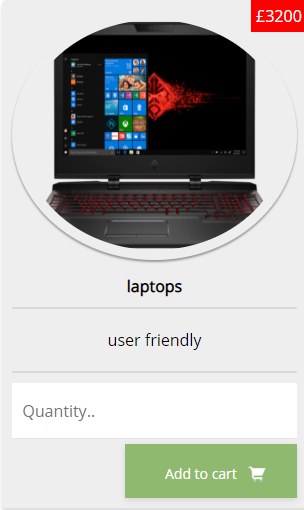 £3200
laptops
user friendly
Quantity..
Add to cart